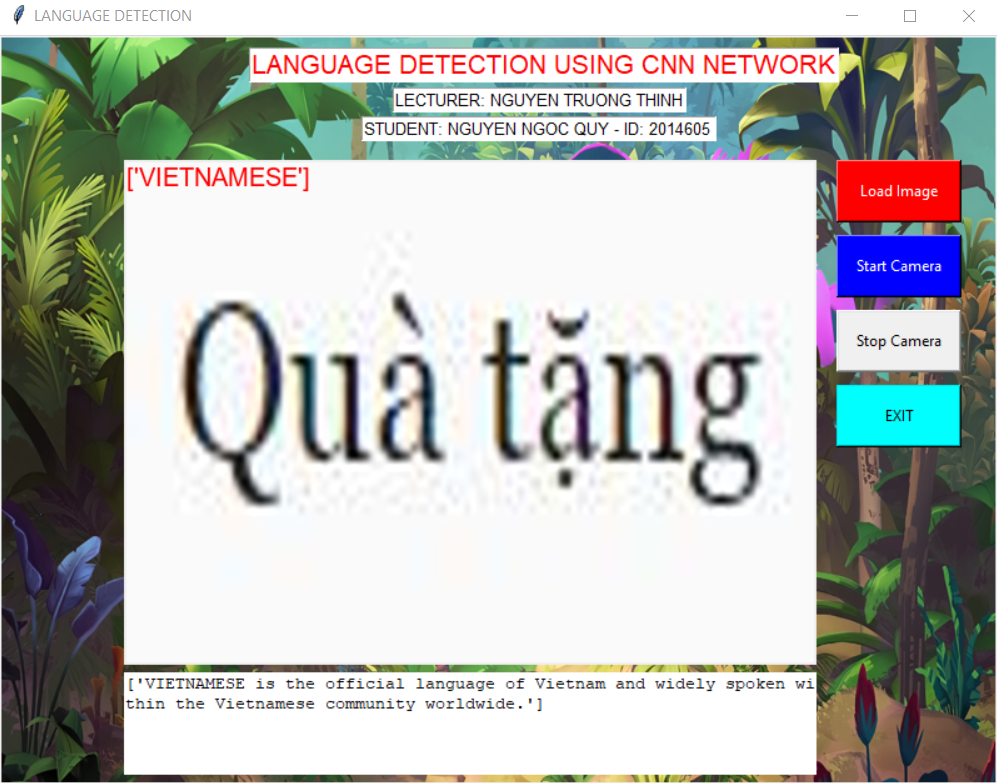 LANGUAGE DETECTION
LANGUAGE DETECTION USING CNN NETWORK
LECTURER: NGUYEN TRUONG THINH
STUDENT: NGUYEN NGOC QUY - ID: 2014605
['VIETNAMESE']
Quà tặng
Load Image
Start Camera
Stop Camera
EXIT
['VIETNAMESE is the official language of Vietnam and widely spoken wi
thin the Vietnamese community worldwide.']